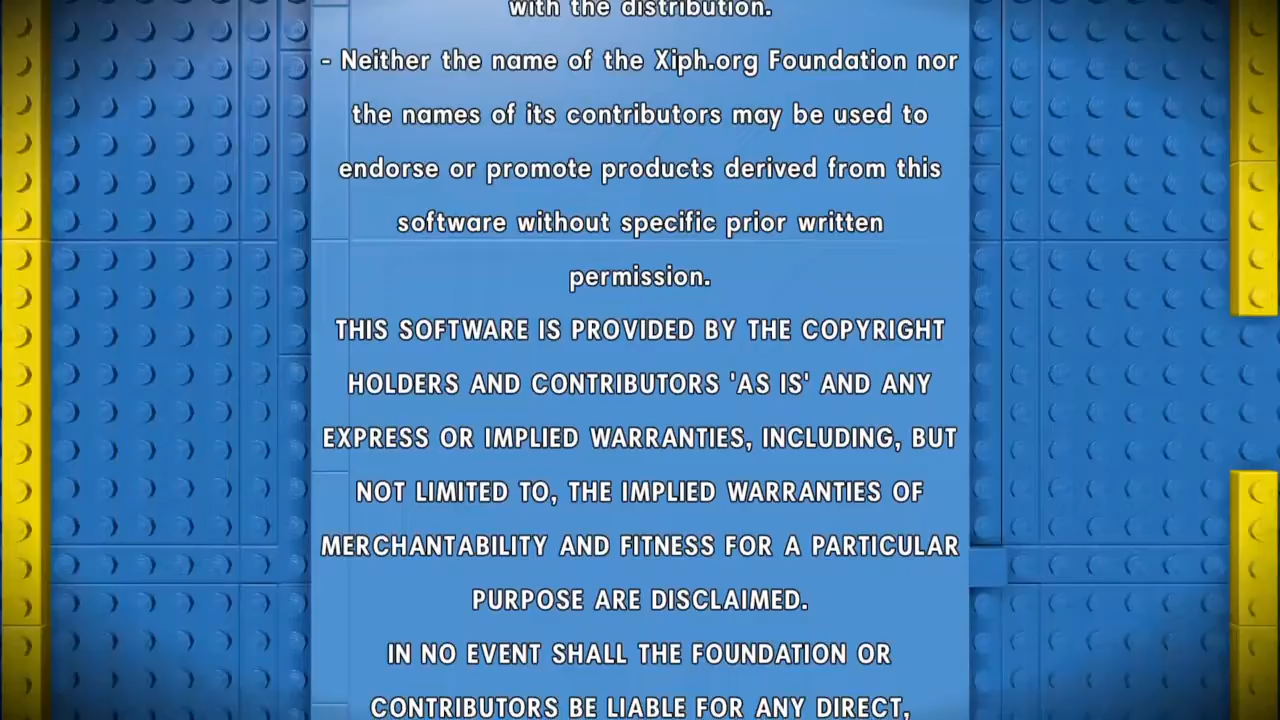 with the distribution.
- Neither the name of the Xiph.org Foundation nor
the names of its contributors may be used to
endorse or promote products derived from this
software without specific prior written
permission.
THIS SOFTWARE IS PROVIDED BY THE COPYRIGHT
HOLDERS AND CONTRIBUTORS 'AS IS' AND ANY
EXPRESS OR IMPLIED WARRANTIES, INCLUDING, BUT
NOT LIMITED TO, THE IMPLIED WARRANTIES OF
MERCHANTABILITY AND FITNESS FOR A PARTICULAR
PURPOSE ARE DISCLAIMED.
IN NO EVENT SHALL THE FOUNDATION OR
CONTRIBUTORS BE LIABLE FOR ANY DIRECT,